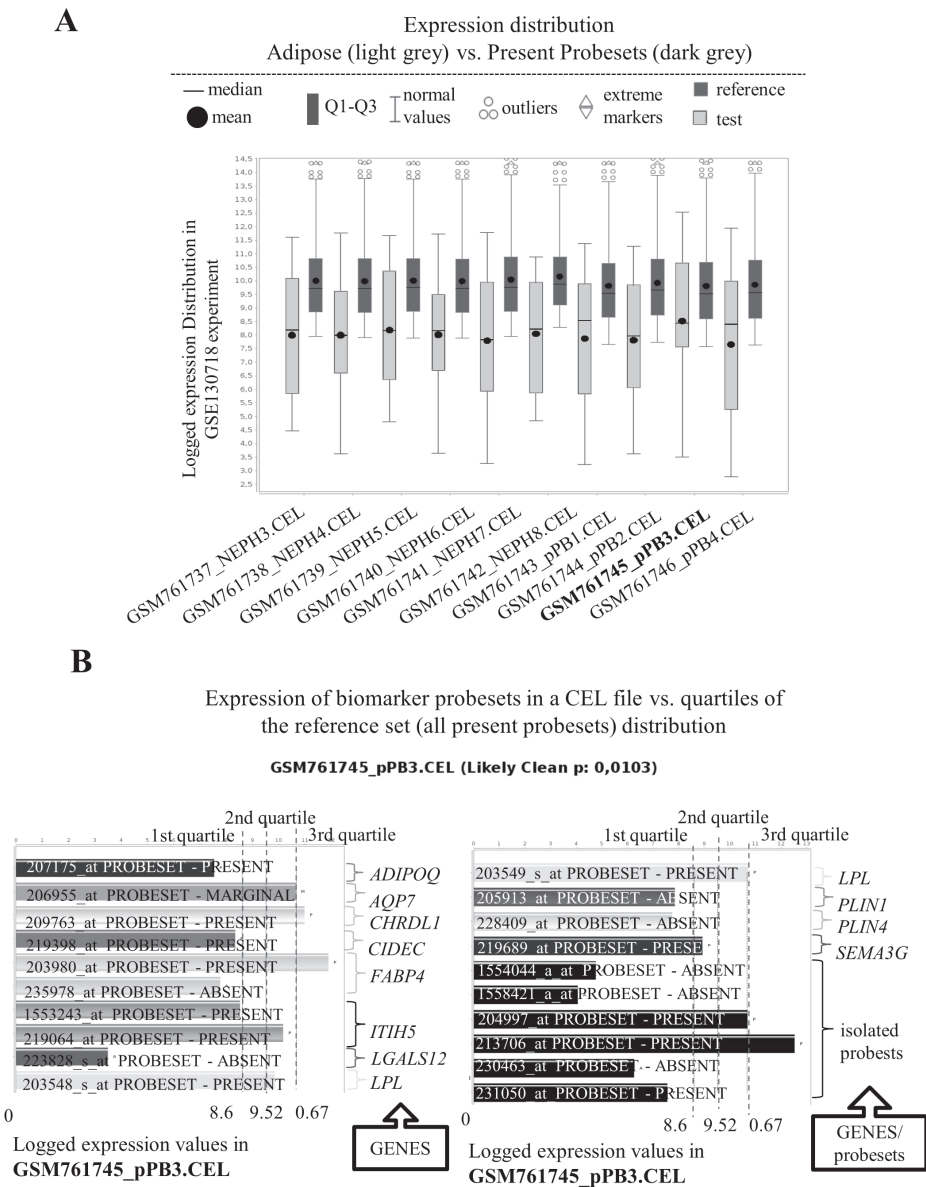 A
Expression distribution
Adipose (light grey) vs. Present Probesets (dark grey)
median
mean
Q1-Q3
normal
values
outliers
extreme
markers
reference
test
Logged expression Distribution in
GSE130718 experiment
14,5
14,0
13,5
13,0
12,5
12,0
11,5
11,0
10,5
10,0
9,5
9,0
8,5
8,0
7,5
7,0
6,5
6,0
5,5
5,0
4,5
4,0
3,5
3,0
2,5
GSM761737_NEPH3.CEL
GSM761738_NEPH4.CEL
GSM761739_NEPH5.CEL
GSM761740_NEPH6.CEL
GSM761741_NEPH7.CEL
GSM761742_NEPH8.CEL
GSM761743_pPB1.CEL
GSM761744_pPB2.CEL
GSM761745_pPB3.CEL
GSM761746_pPB4.CEL
B
Expression of biomarker probesets in a CEL file vs. quartiles of
the reference set (all present probesets) distribution
GSM761745_pPB3.CEL (Likely Clean p: 0,0103)
2nd quartile
1st quartile
3rd quartile
207175_at PROBESET - PRESENT
206955_at PROBESET - MARGINAL
209763_at PROBESET - PRESENT
219398_at PROBESET - PRESENT
203980_at PROBESET - PRESENT
235978_at PROBESET - ABSENT
1553243_at PROBESET - PRESENT
219064_at PROBESET - PRESENT
223828_s_at PROBESET - ABSENT
203548_s_at PROBESET - PRESENT
ADIPOQ
AQP7
CHRDL1
CIDEC
FABP4
ITIH5
LGALS12
LPL
0
8.6
9.52
0.67
Logged expression values in
GSM761745_pPB3.CEL
GENES
2nd quartile
1st quartile
3rd quartile
203549_s_at PROBESET - PRESENT
205913_at PROBESET - ABSENT
228409_at PROBESET - ABSENT
219689_at PROBESET - PRESE
1554044_a_at PROBESET - ABSENT
1558421_a_at PROBESET - ABSENT
204997_at PROBESET - PRESENT
213706_at PROBESET - PRESENT
230463_at PROBESET - ABSENT
231050_at PROBESET - PRESENT
LPL
PLIN1
PLIN4
SEMA3G
isolated
probests
0
8.6
9.52
0.67
Logged expression values in
GSM761745_pPB3.CEL
GENES/
probesets